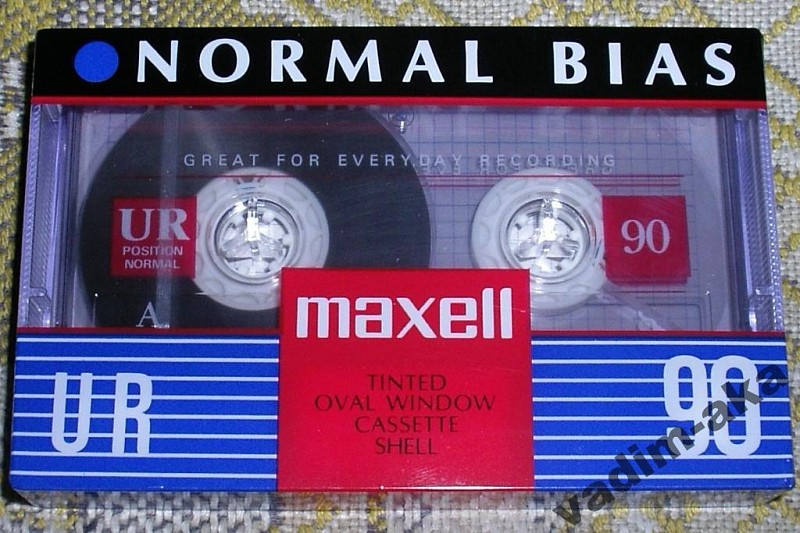 NORMAL BIAS
GREAT FOR EVERYDAY RECORDING
UR
POSITION
NORMAL
90
A
maxell
TINTED
OVAL WINDOW
CASSETTE
SHELL
UR
90
vadim-aka